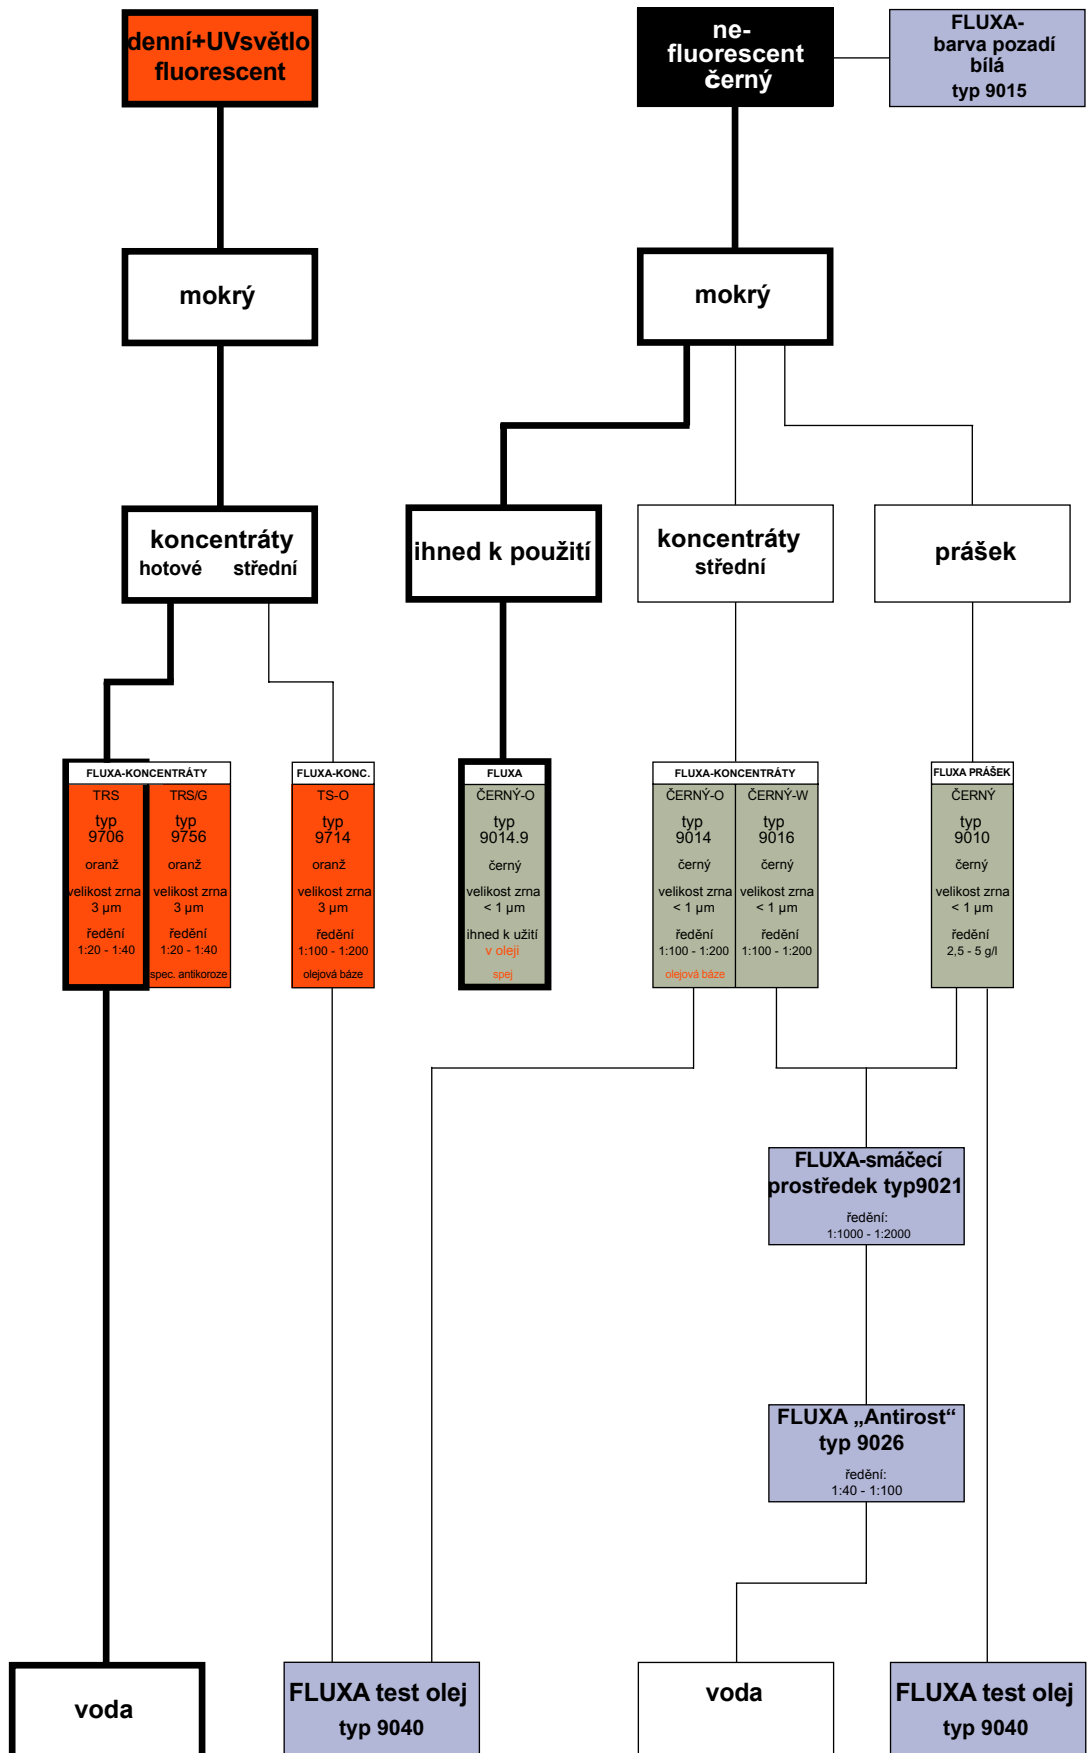 denní+UVsvětlo
fluorescent
ne-
fluorescent
černý
FLUXA-
barva pozadí
bílá
typ 9015
mokrý
mokrý
koncentráty
hotové střední
ihned k použití
koncentráty
střední
prášek
FLUXA-KONCENTRÁTY
TRS
typ
9706
oranž
velikost zrna
3 µm
ředění
1:20 - 1:40
TRS/G
typ
9756
oranž
velikost zrna
3 µm
ředění
1:20 - 1:40
spec. antikoroze
FLUXA-KONC.
TS-O
typ
9714
oranž
velikost zrna
3 µm
ředění
1:100 - 1:200
olejová báze
FLUXA
ČERNÝ-O
typ
9014.9
černý
velikost zrna
< 1 µm
ihned k užití
v oleji
spej
FLUXA-KONCENTRÁTY
ČERNÝ-O
typ
9014
černý
velikost zrna
< 1 µm
ředění
1:100 - 1:200
olejová báze
ČERNÝ-W
typ
9016
černý
velikost zrna
< 1 µm
ředění
1:100 - 1:200
FLUXA PRÁŠEK
ČERNÝ
typ
9010
černý
velikost zrna
< 1 µm
ředění
2,5 - 5 g/l
FLUXA-smáčecí
prostředek typ9021
ředění:
1:1000 - 1:2000
FLUXA „Antirost“
typ 9026
ředění:
1:40 - 1:100
voda
FLUXA test olej
typ 9040
voda
FLUXA test olej
typ 9040